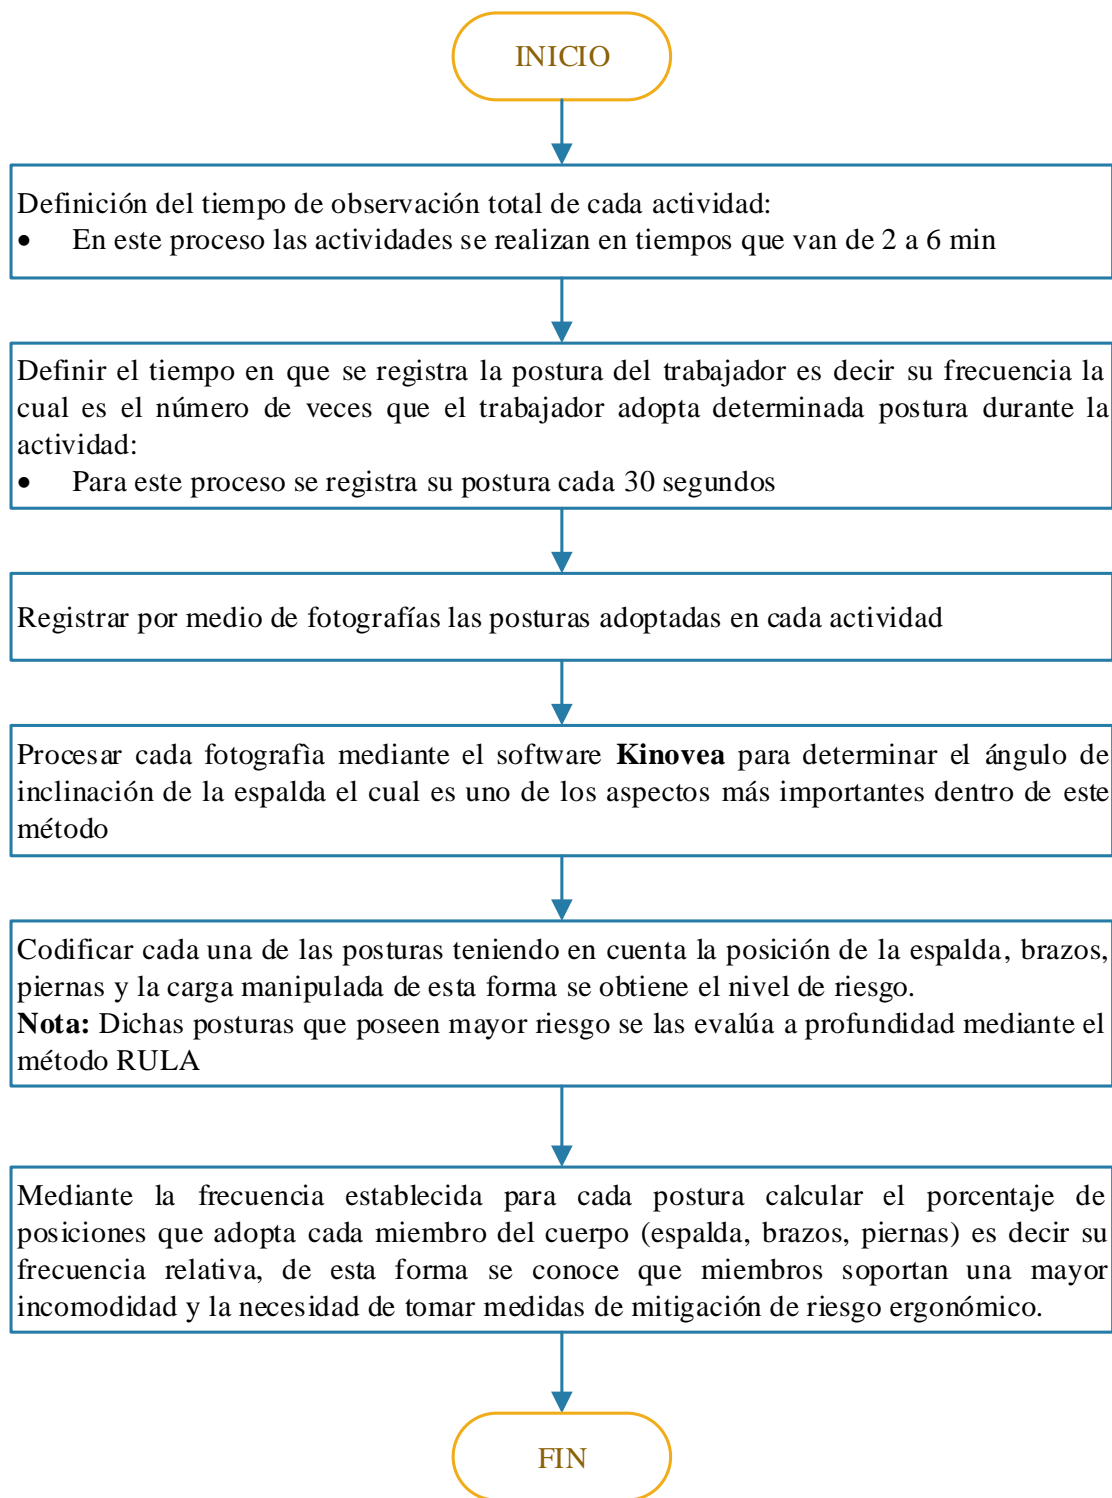 INICIO
Definición del tiempo de observación total de cada actividad:
• En este proceso las actividades se realizan en tiempos que van de 2 a 6 min
Definir el tiempo en que se registra la postura del trabajador es decir su frecuencia la
cual es el número de veces que el trabajador adopta determinada postura durante la
actividad:
• Para este proceso se registra su postura cada 30 segundos
Registrar por medio de fotografías las posturas adoptadas en cada actividad
Procesar cada fotografìa mediante el software Kinovea para determinar el ángulo de
inclinación de la espalda el cual es uno de los aspectos más importantes dentro de este
método
Codificar cada una de las posturas teniendo en cuenta la posición de la espalda, brazos,
piernas y la carga manipulada de esta forma se obtiene el nivel de riesgo.
Nota: Dichas posturas que poseen mayor riesgo se las evalúa a profundidad mediante el
método RULA
Mediante la frecuencia establecida para cada postura calcular el porcentaje de
posiciones que adopta cada miembro del cuerpo (espalda, brazos, piernas) es decir su
frecuencia relativa, de esta forma se conoce que miembros soportan una mayor
incomodidad y la necesidad de tomar medidas de mitigación de riesgo ergonómico.
FIN